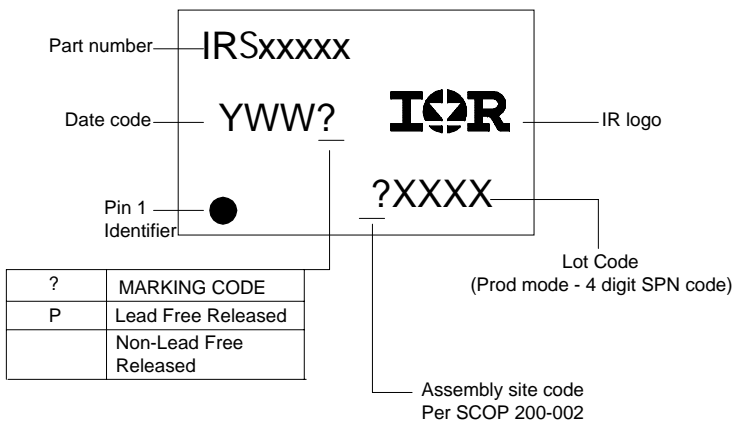 Part number
IRSxxxxx
Date code
YWW?
IOR
IR logo
Pin 1
Identifier
?XXXX
Lot Code
(Prod mode - 4 digit SPN code)
? MARKING CODE
P Lead Free Released
Non-Lead Free
Released
Assembly site code
Per SCOP 200-002